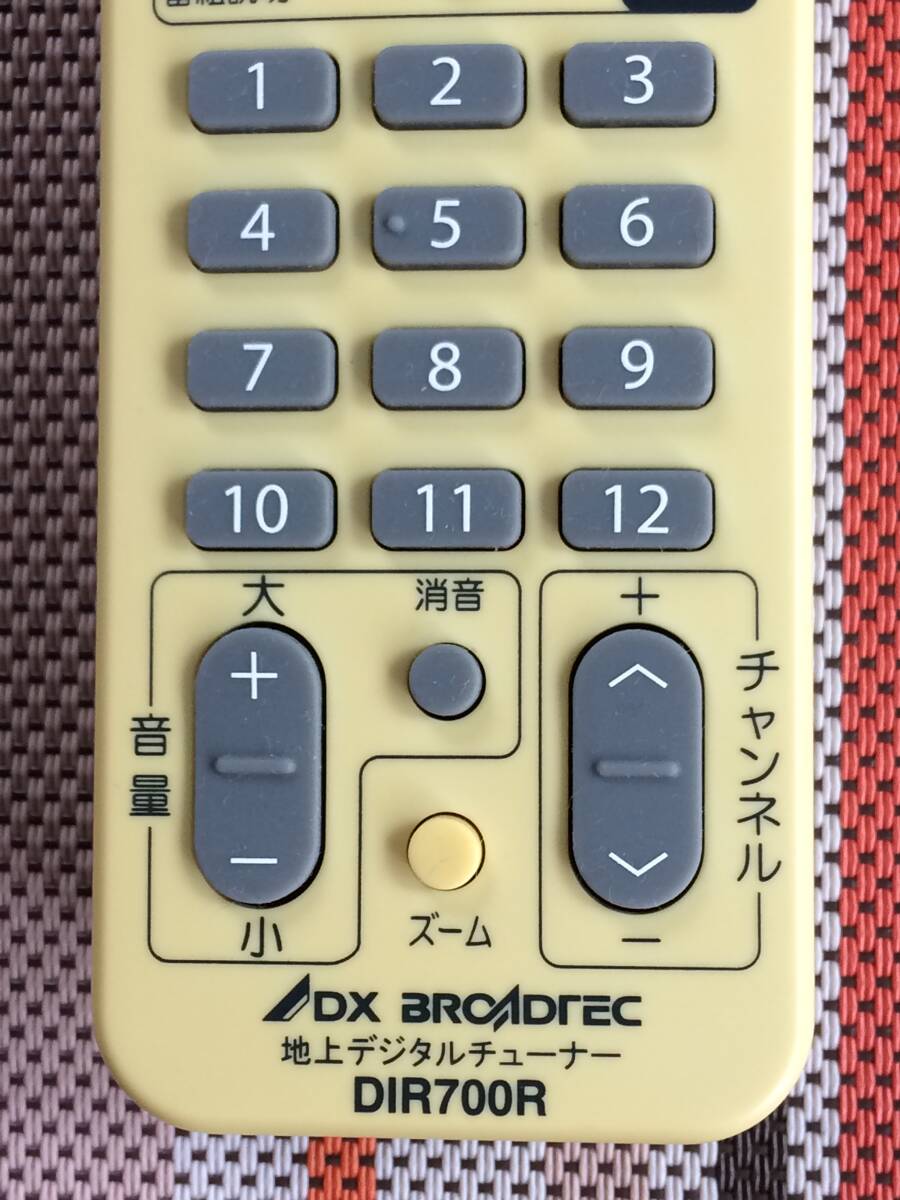 1 2 3
4 5 6
7 8 9
10 11 12
大 消音 +
音量
+
−
小
ズーム
チャンネル
−
DX BROADTEC
地上デジタルチューナー
DIR700R